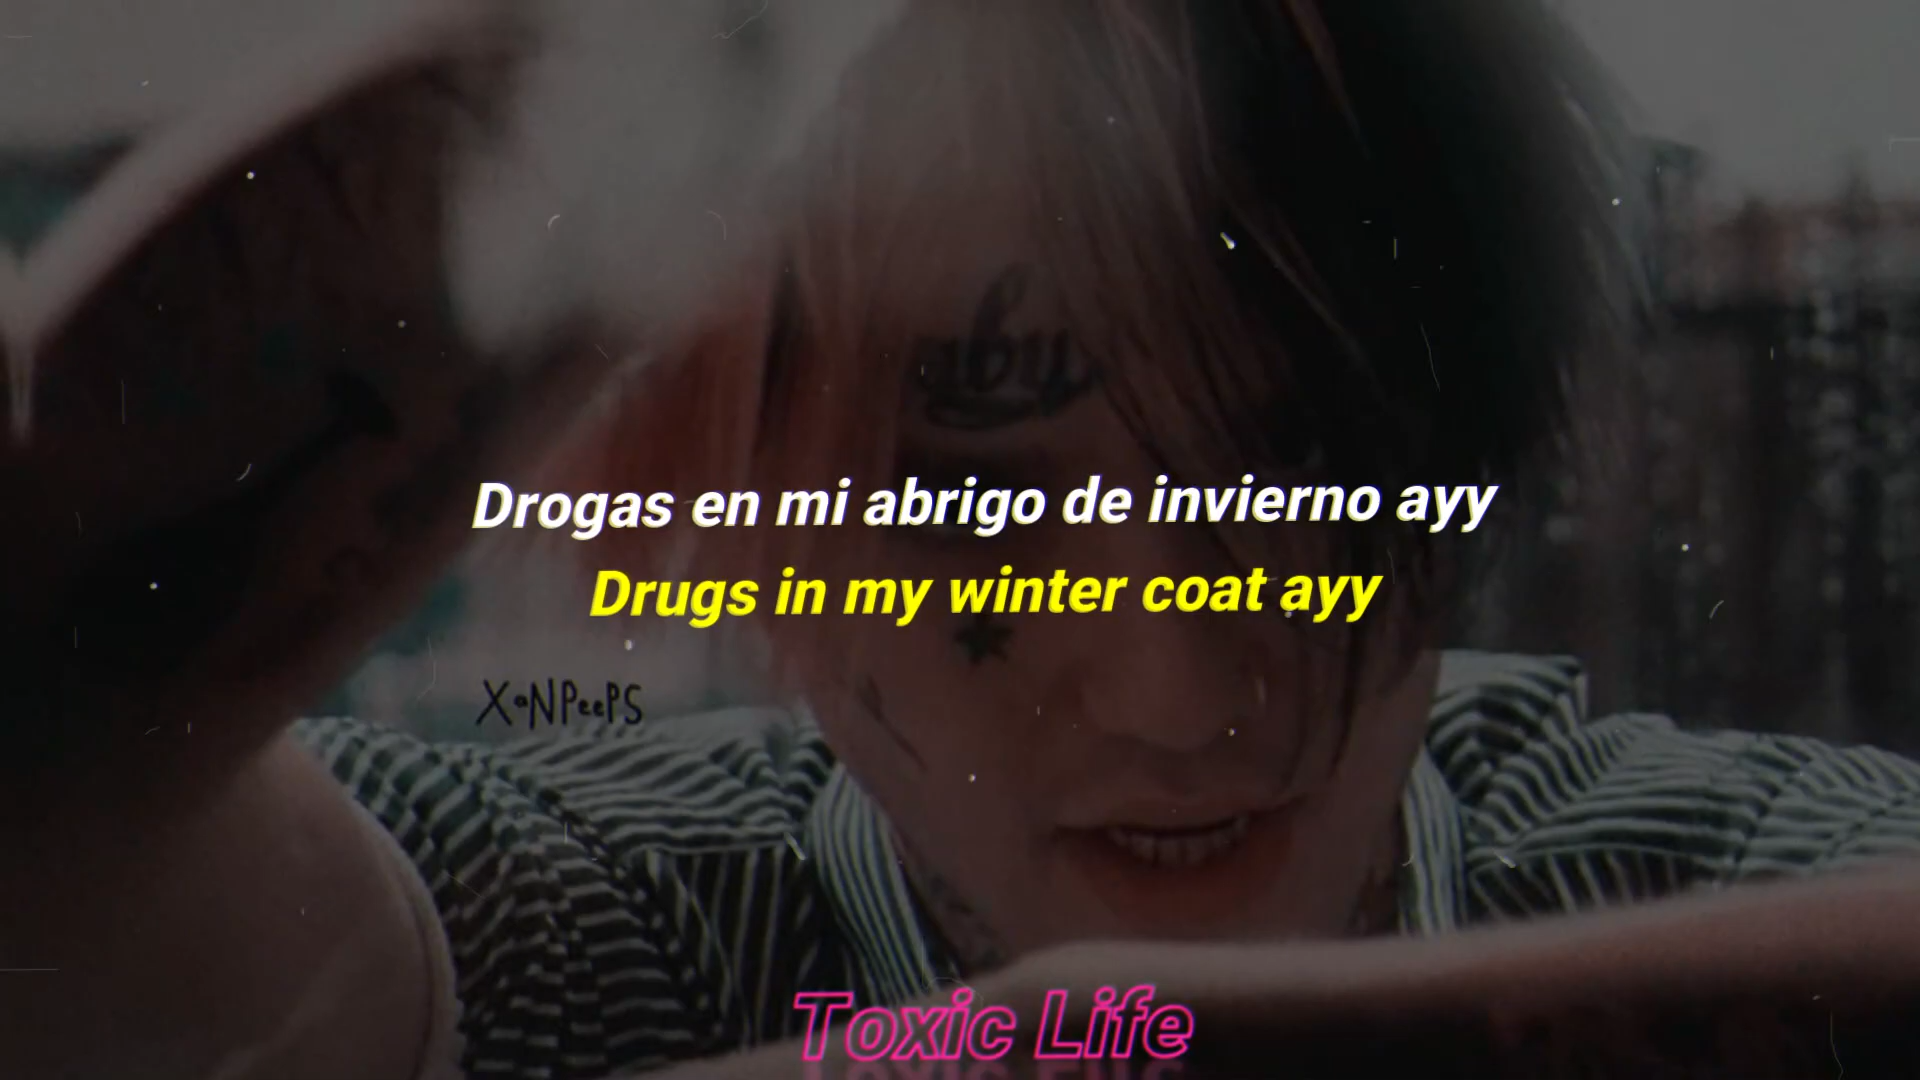 Drogas en mi abrigo de invierno ayy
Drugs in my winter coat ayy
XaNPeePS
Toxic Life